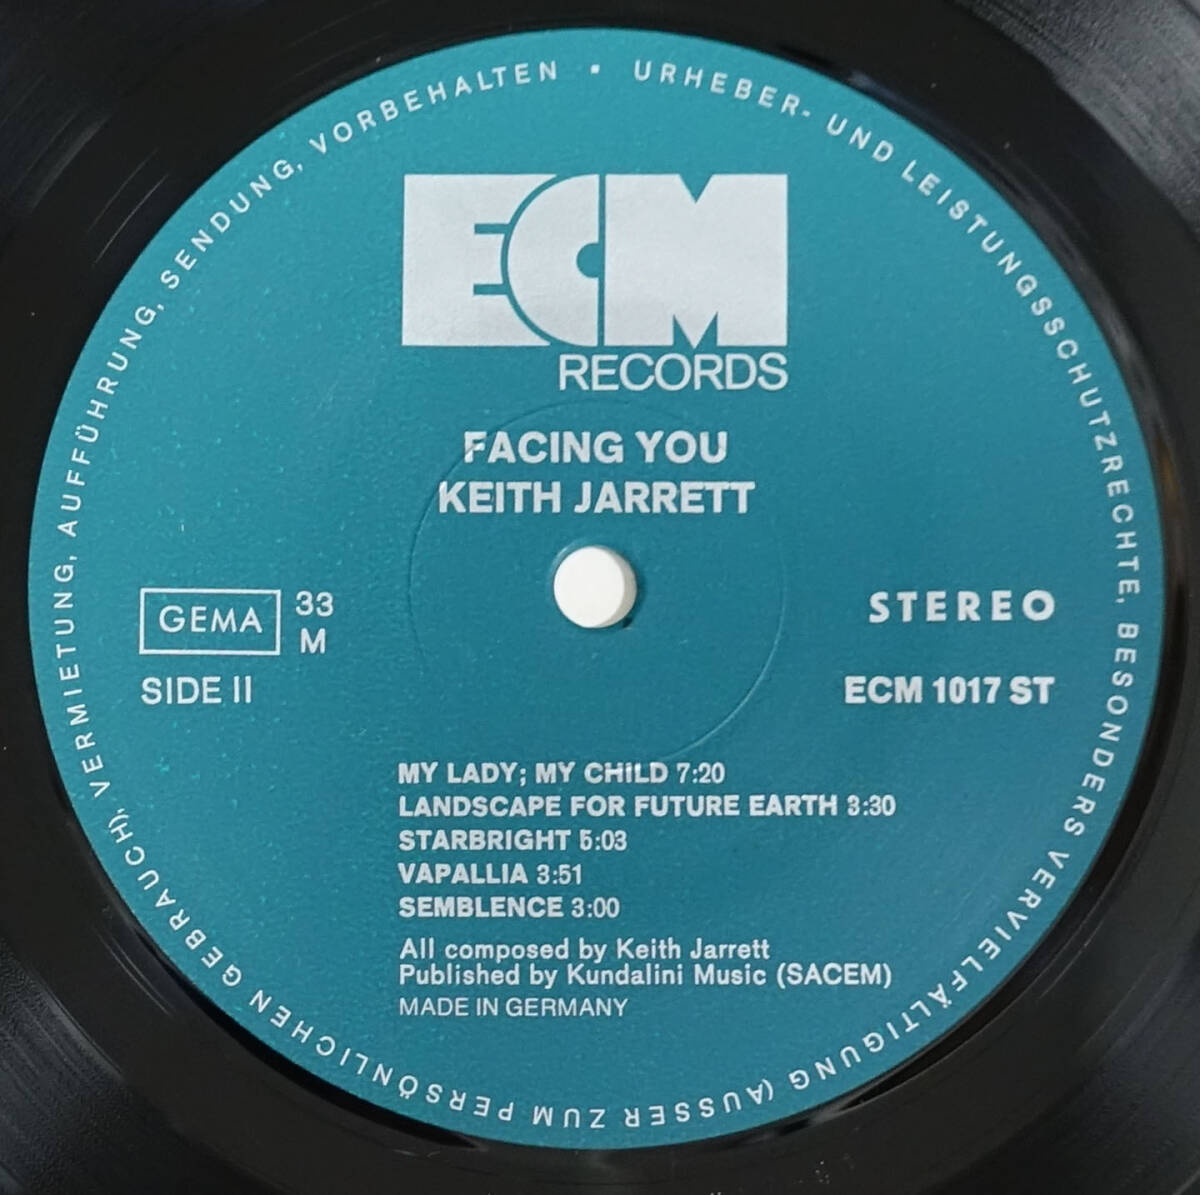 URHEBER- UND LEISTUNGSSCHUTZRECHTE, BESONDERS VERVIELFÄLTIGUNG (AUSSER ZUM PERSÖNLICHEN GEBRAUCH), VERMIETUNG, AUFFÜHRUNG, SENDUNG, VORBEHALTEN ·
ECM
RECORDS
FACING YOU
KEITH JARRETT
GEMA 33
M
SIDE II
STEREO
ECM 1017 ST
MY LADY; MY CHILD 7:20
LANDSCAPE FOR FUTURE EARTH 3:30
STARBRIGHT 5:03
VAPALLIA 3:51
SEMBLENCE 3:00
All composed by Keith Jarrett
Published by Kundalini Music (SACEM)
MADE IN GERMANY